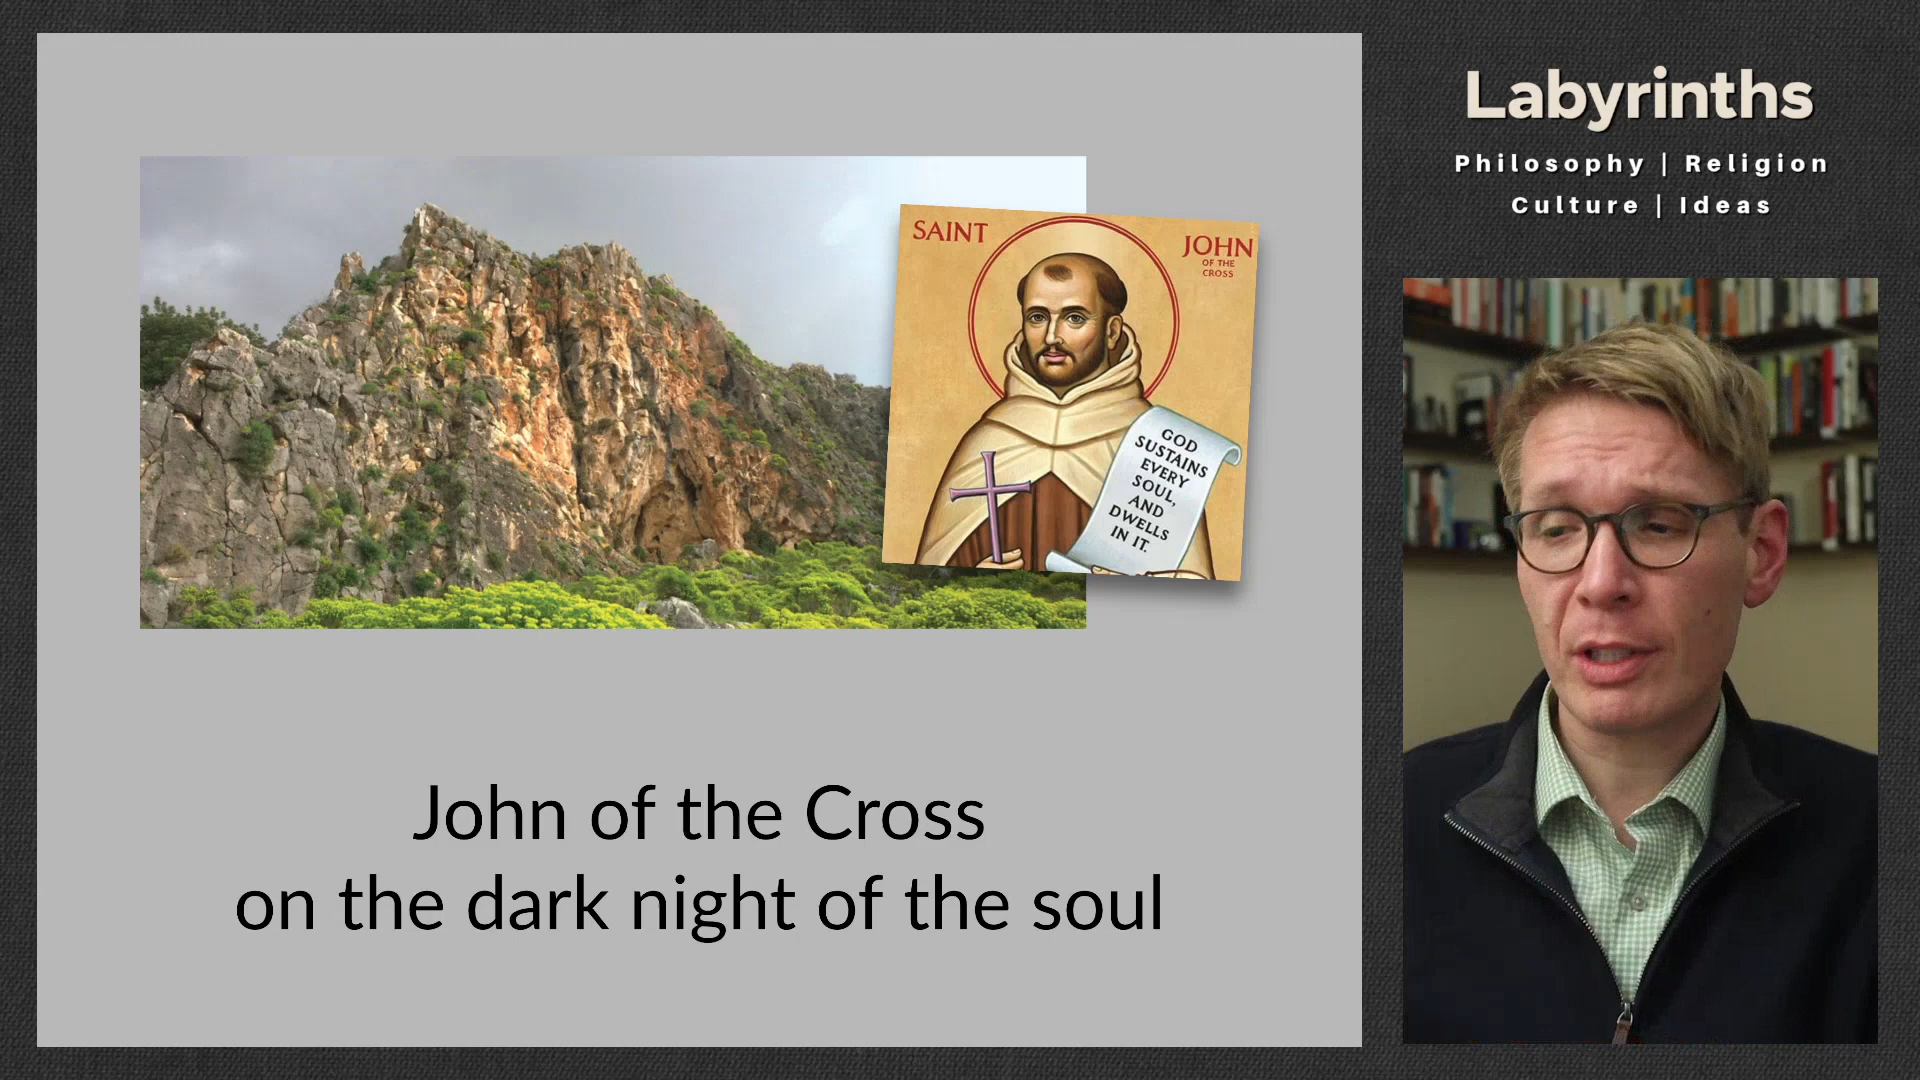 Labyrinths
Philosophy | Religion
Culture | Ideas
SAINT
JOHN
OF THE
CROSS
GOD
SUSTAINS
EVERY
SOUL,
AND
DWELLS
IN IT.
John of the Cross
on the dark night of the soul